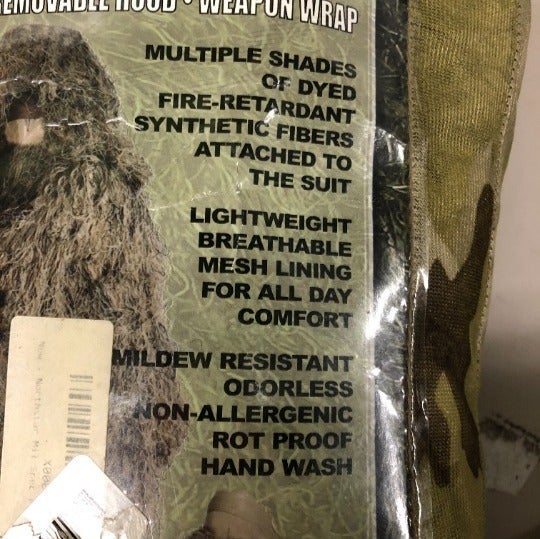 REMOVABLE HOOD • WEAPON WRAP
MULTIPLE SHADES
OF DYED
FIRE-RETARDANT
SYNTHETIC FIBERS
ATTACHED TO
THE SUIT
LIGHTWEIGHT
BREATHABLE
MESH LINING
FOR ALL DAY
COMFORT
MILDEW RESISTANT
ODORLESS
NON-ALLERGENIC
ROT PROOF
HAND WASH